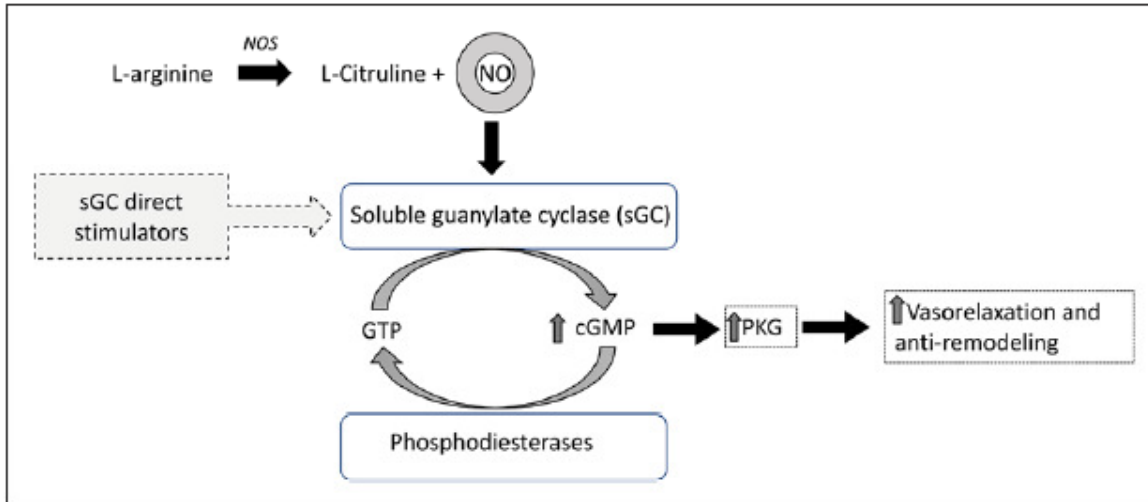 NOS
L-arginine
L-Citruline +
NO
sGC direct
stimulators
Soluble guanylate cyclase (sGC)
GTP
cGMP
PKG
Vasorelaxation and
anti-remodeling
Phosphodiesterases